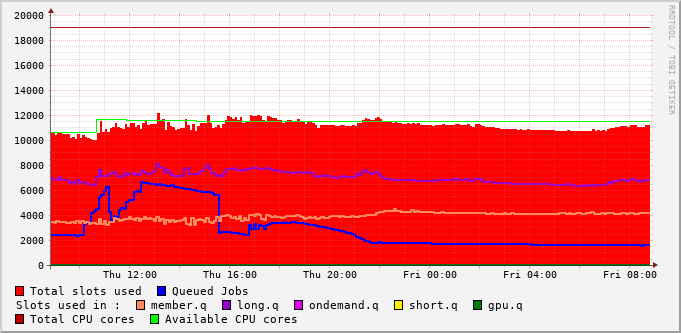 RRDTOOL / TOBI OETIKER
20000
18000
16000
14000
12000
10000
8000
6000
4000
2000
0
Thu 12:00 Thu 16:00 Thu 20:00 Fri 00:00 Fri 04:00 Fri 08:00
Total slots used Queued Jobs
Slots used in : member.q long.q ondemand.q short.q gpu.q
Total CPU cores Available CPU cores